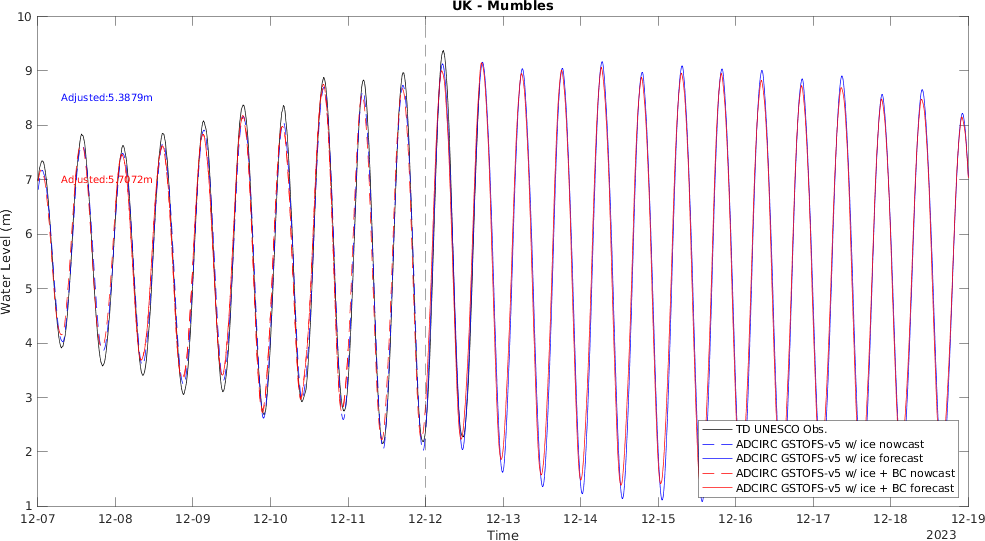 UK - Mumbles
10
9
8
7
6
5
4
3
2
1
Water Level (m)
Adjusted:5.3879m
Adjusted:5.7072m
TD UNESCO Obs.
ADCIRC GSTOFS-v5 w/ ice nowcast
ADCIRC GSTOFS-v5 w/ ice forecast
ADCIRC GSTOFS-v5 w/ ice + BC nowcast
ADCIRC GSTOFS-v5 w/ ice + BC forecast
12-07 12-08 12-09 12-10 12-11 12-12 12-13 12-14 12-15 12-16 12-17 12-18 12-19
Time
2023